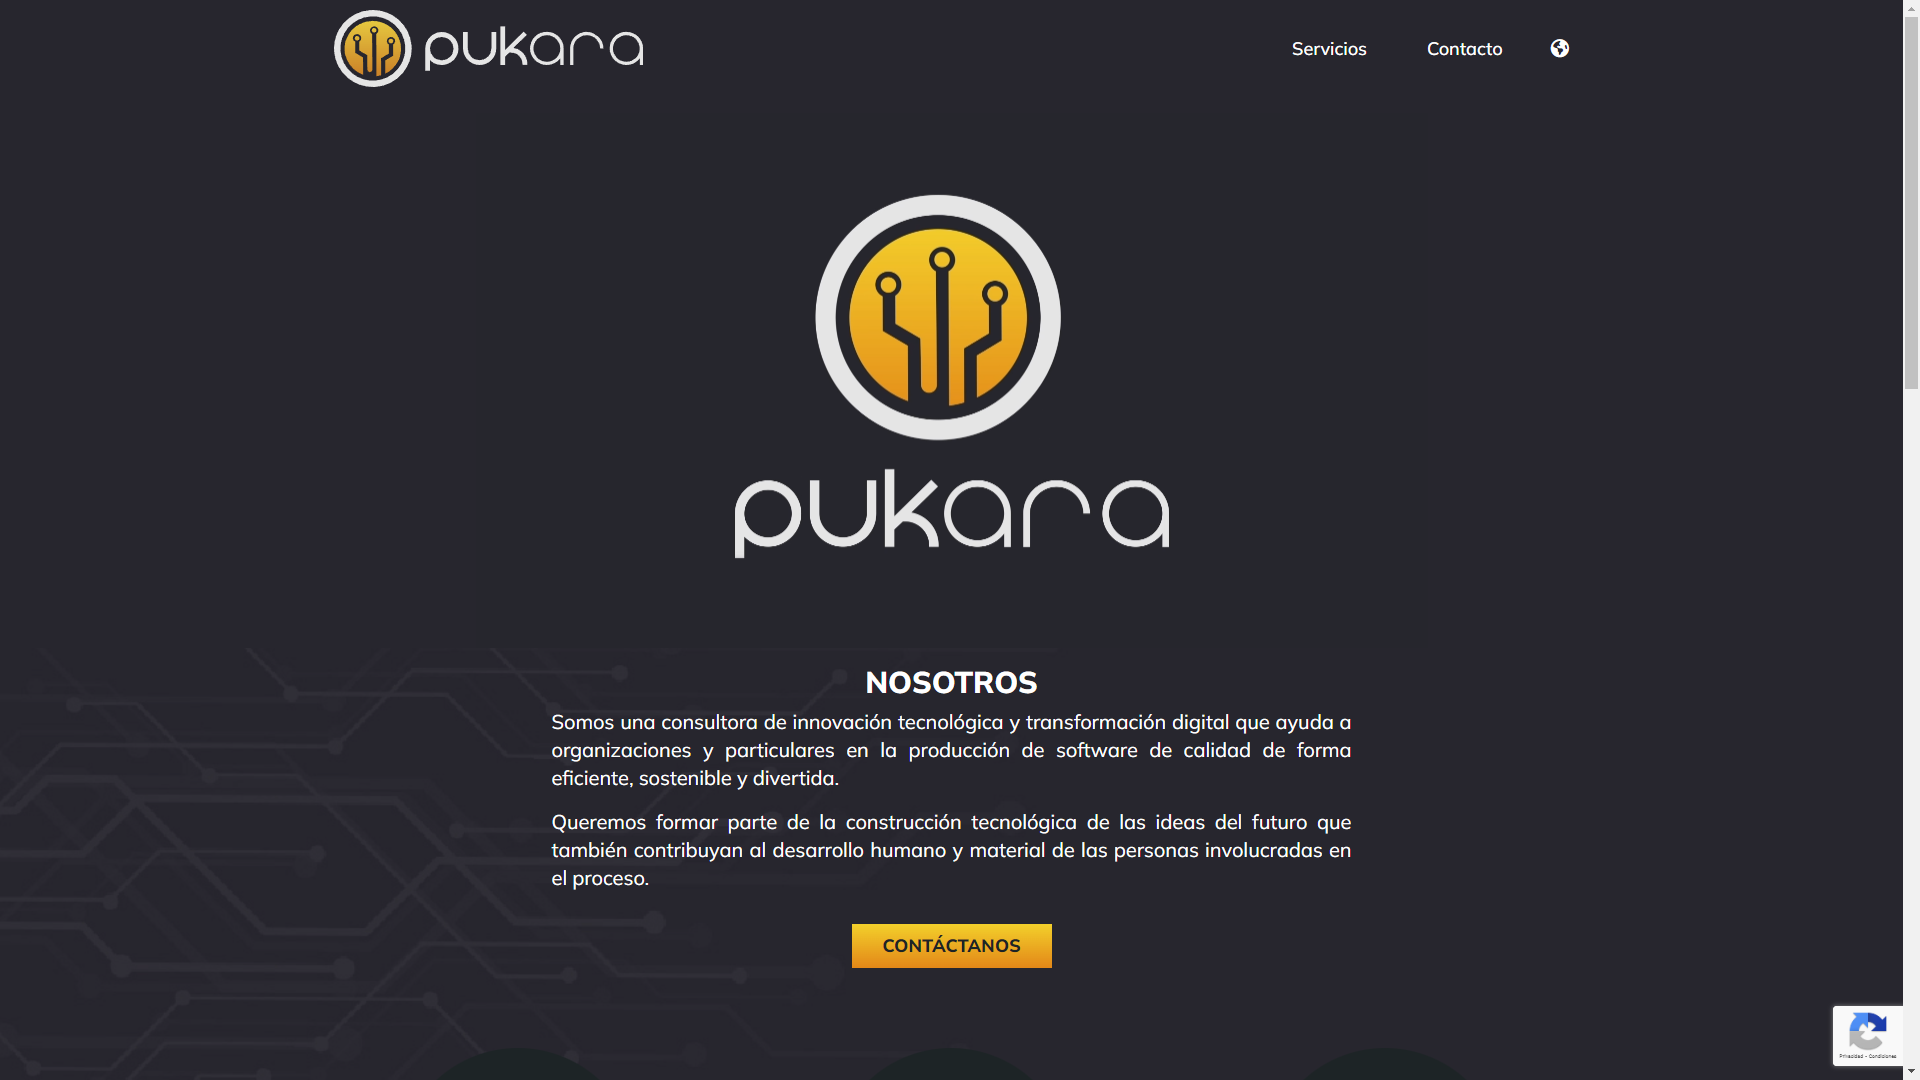 pukara
Servicios
Contacto
pukara
NOSOTROS
Somos una consultora de innovación tecnológica y transformación digital que ayuda a
organizaciones y particulares en la producción de software de calidad de forma
eficiente, sostenible y divertida.
Queremos formar parte de la construcción tecnológica de las ideas del futuro que
también contribuyan al desarrollo humano y material de las personas involucradas en
el proceso.
CONTÁCTANOS
Privacidad - Condiciones